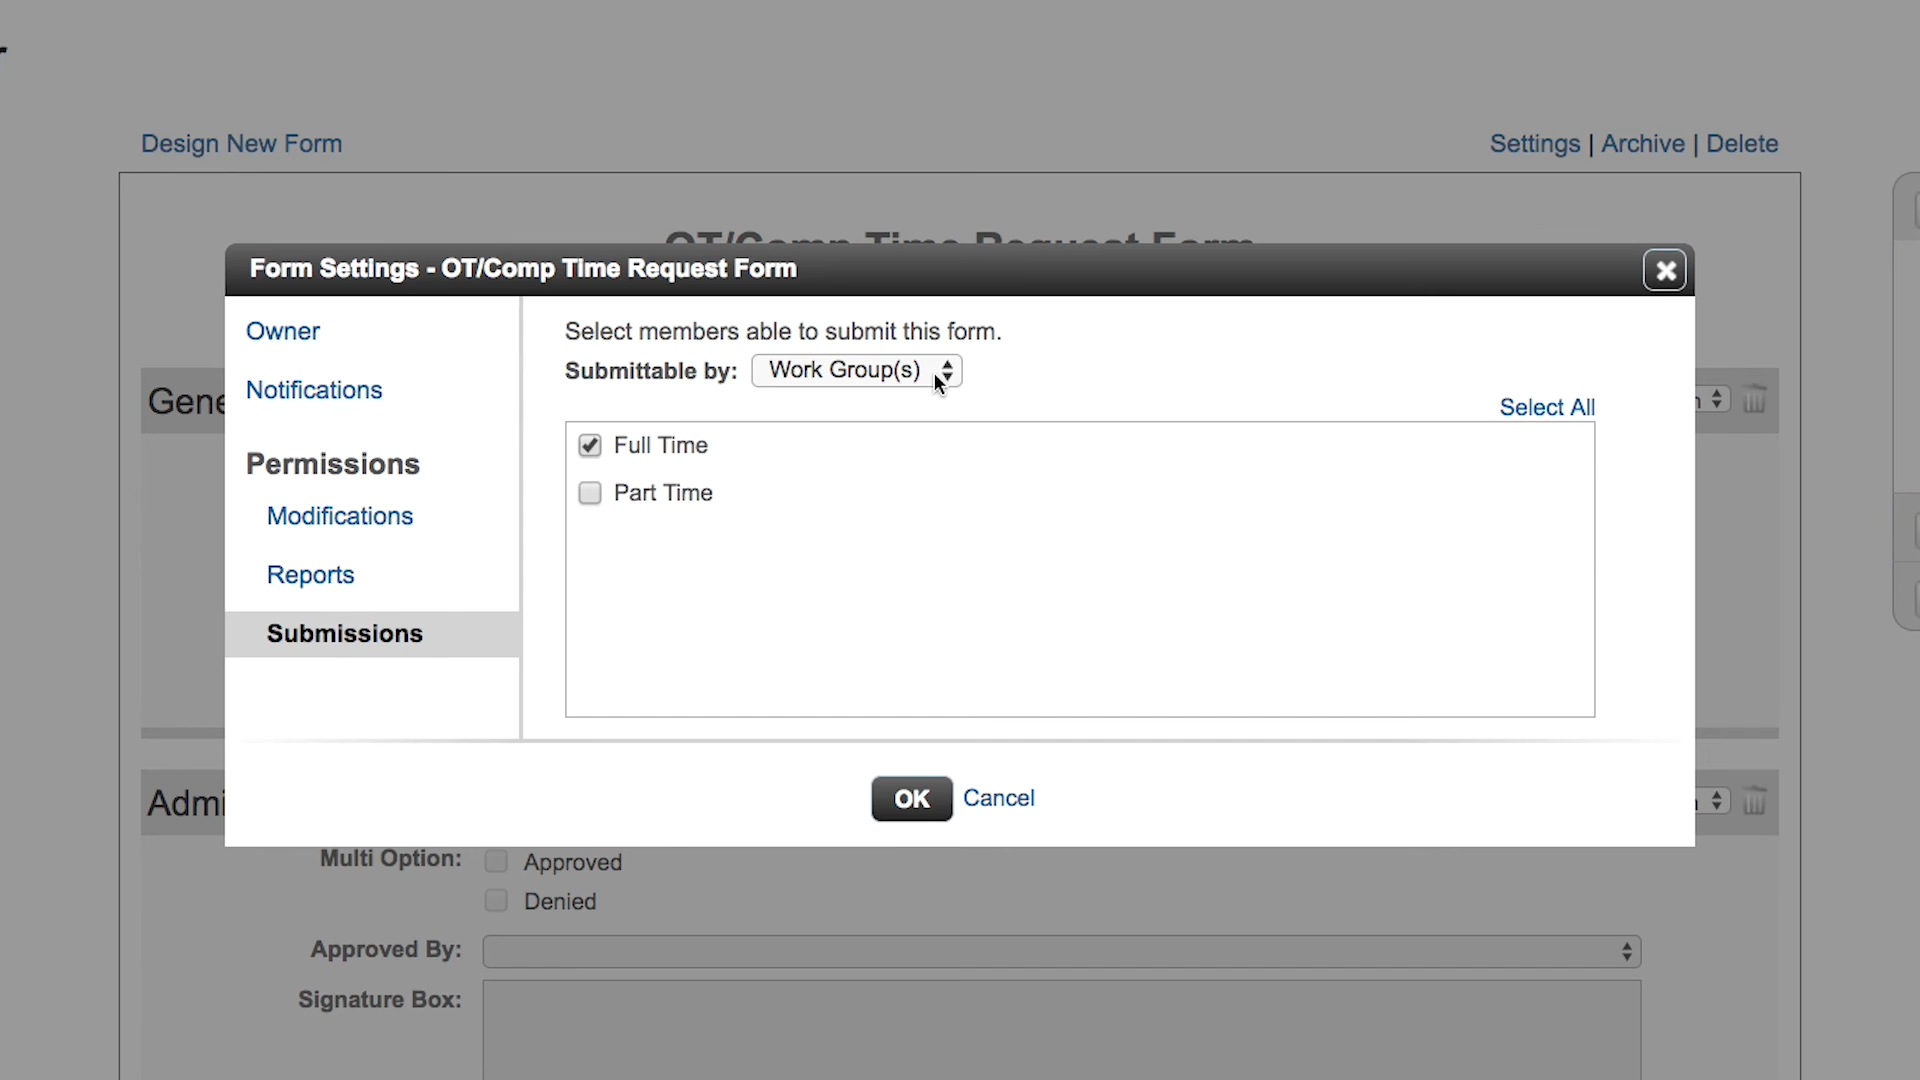 Design New Form
Settings | Archive | Delete
OT/Comp Time Request Form
Form Settings - OT/Comp Time Request Form
Owner
Notifications
Permissions
Modifications
Reports
Submissions
Select members able to submit this form.
Submittable by: Work Group(s)
Select All
Full Time
Part Time
Gene
OK Cancel
Admi
Multi Option: Approved
Denied
Approved By:
Signature Box: